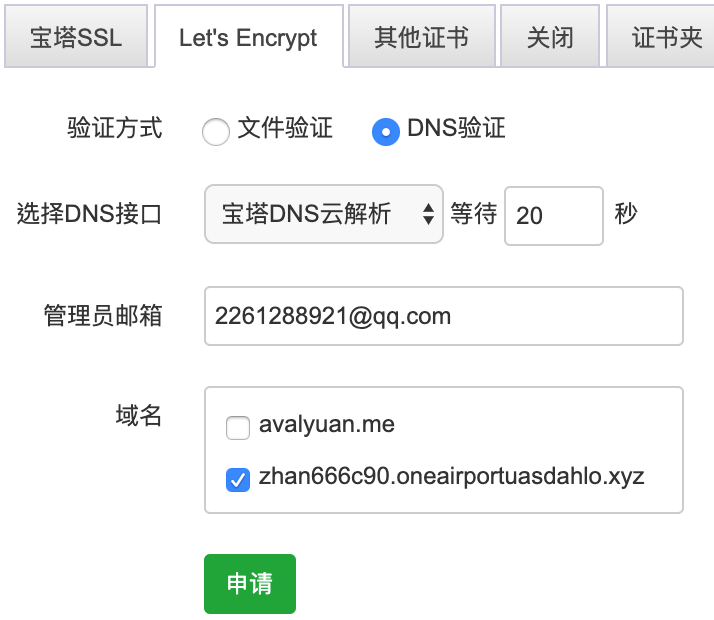 宝塔SSL Let's Encrypt 其他证书 关闭 证书夹
验证方式 文件验证 DNS验证
选择DNS接口 宝塔DNS云解析 等待 20 秒
管理员邮箱 2261288921@qq.com
域名 avalyuan.me
zhan666c90.oneairportuasdahlo.xyz
申请